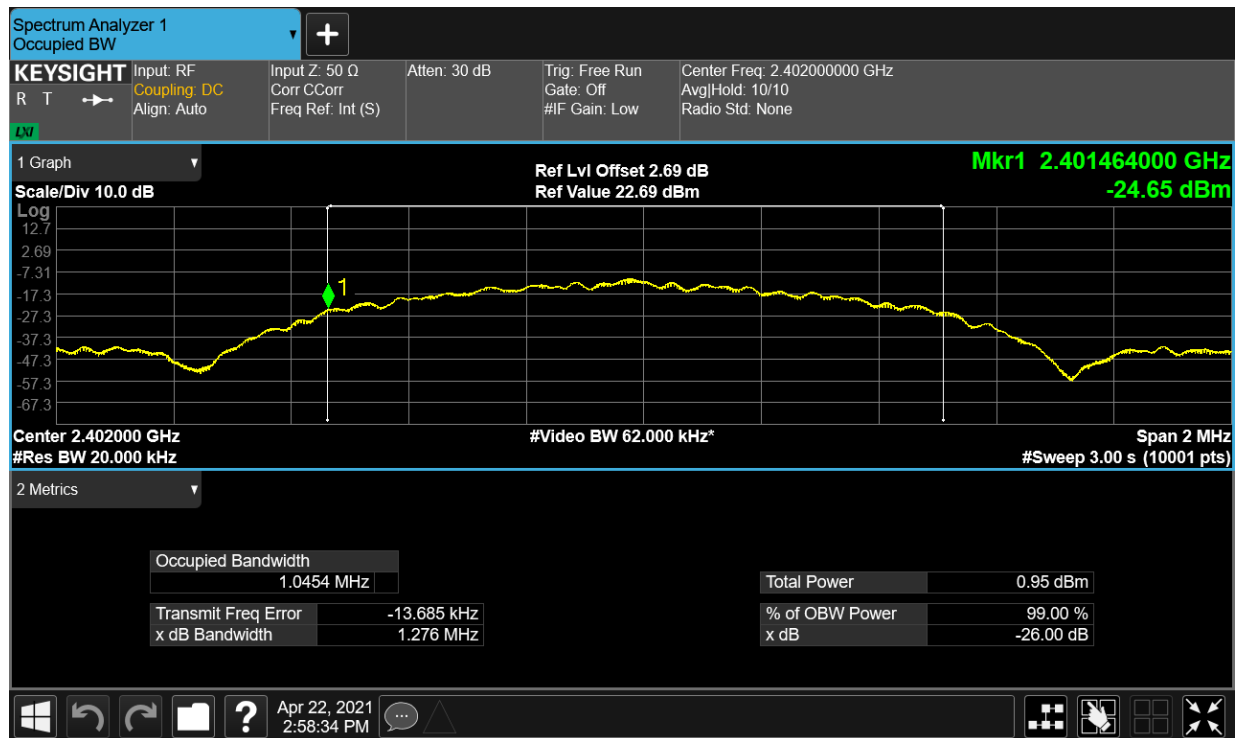 Spectrum Analyzer 1
Occupied BW
+
KEYSIGHT
R T
LXI
Input: RF
Coupling: DC
Align: Auto
Input Z: 50 Ω
Corr CCorr
Freq Ref: Int (S)
Atten: 30 dB
Trig: Free Run
Gate: Off
#IF Gain: Low
Center Freq: 2.402000000 GHz
Avg|Hold: 10/10
Radio Std: None
1 Graph
Scale/Div 10.0 dB
Ref Lvl Offset 2.69 dB
Ref Value 22.69 dBm
Mkr1 2.401464000 GHz
-24.65 dBm
Log
12.7
2.69
-7.31
-17.3
-27.3
-37.3
-47.3
-57.3
-67.3
1
Center 2.402000 GHz
#Res BW 20.000 kHz
#Video BW 62.000 kHz*
Span 2 MHz
#Sweep 3.00 s (10001 pts)
2 Metrics
Occupied Bandwidth
1.0454 MHz
Transmit Freq Error -13.685 kHz
x dB Bandwidth 1.276 MHz
Total Power 0.95 dBm
% of OBW Power 99.00 %
x dB -26.00 dB
?
Apr 22, 2021
2:58:34 PM